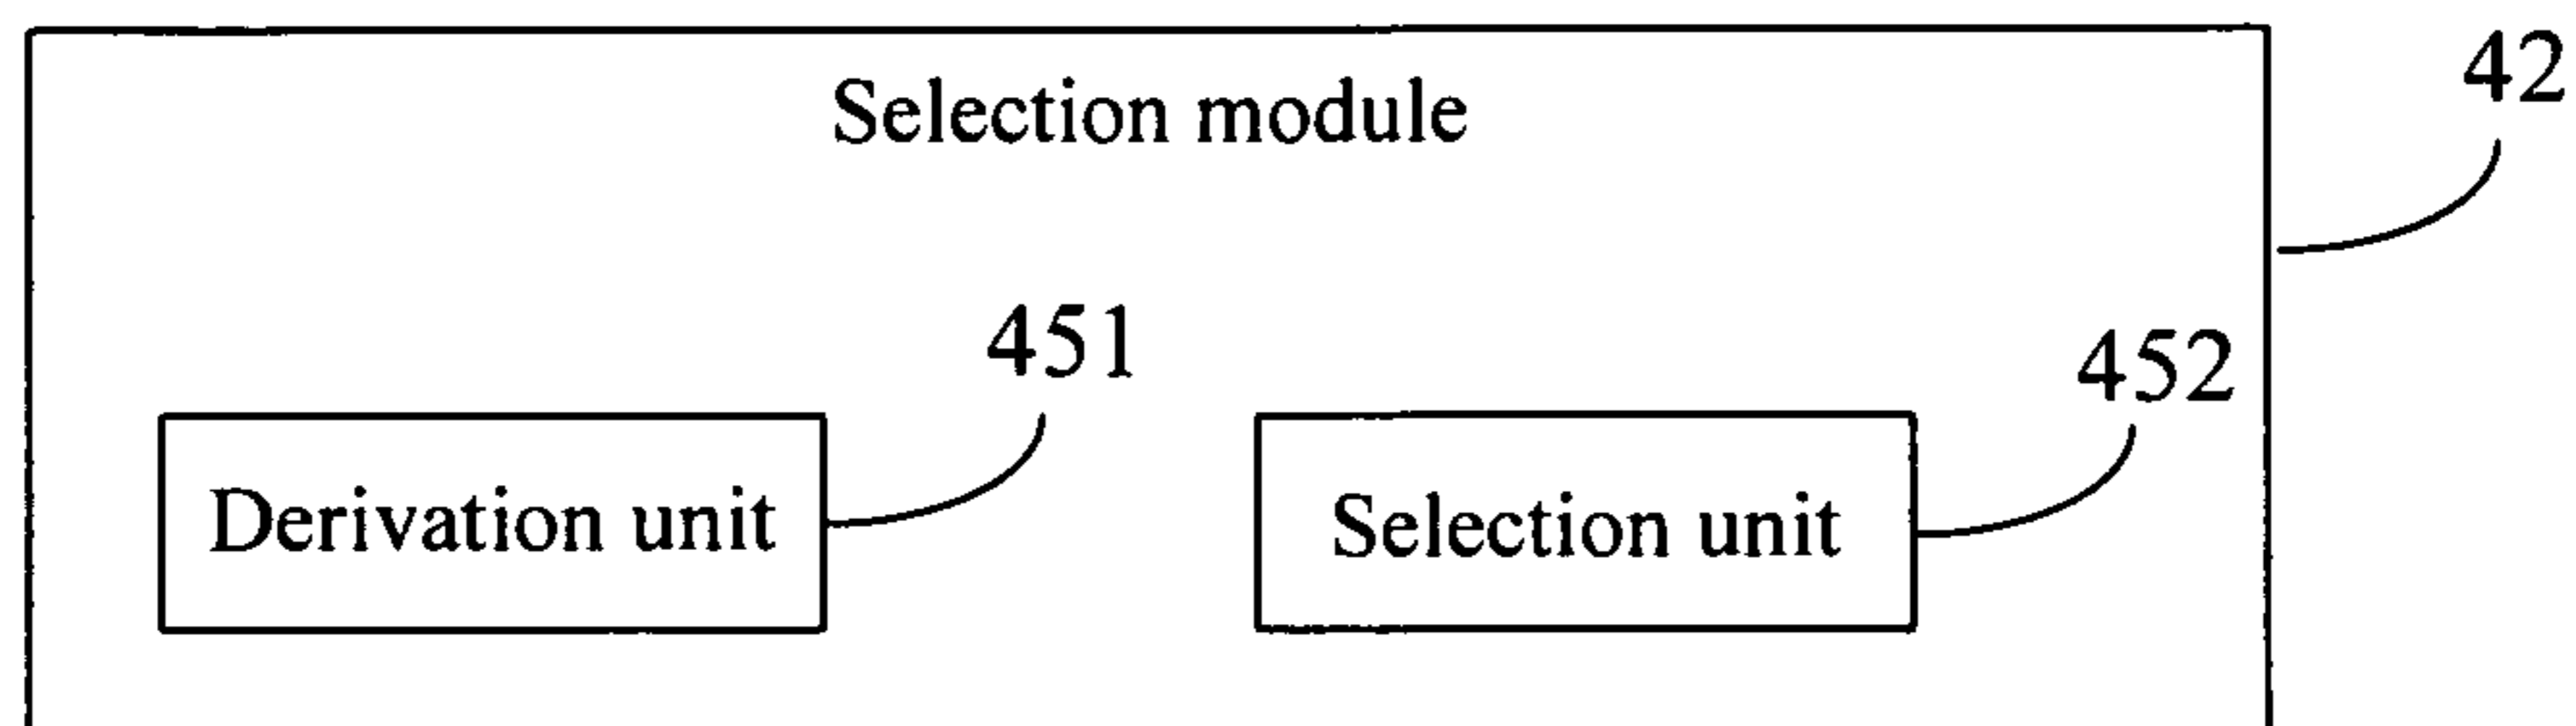 42
Selection module
451
452
Derivation unit
Selection unit